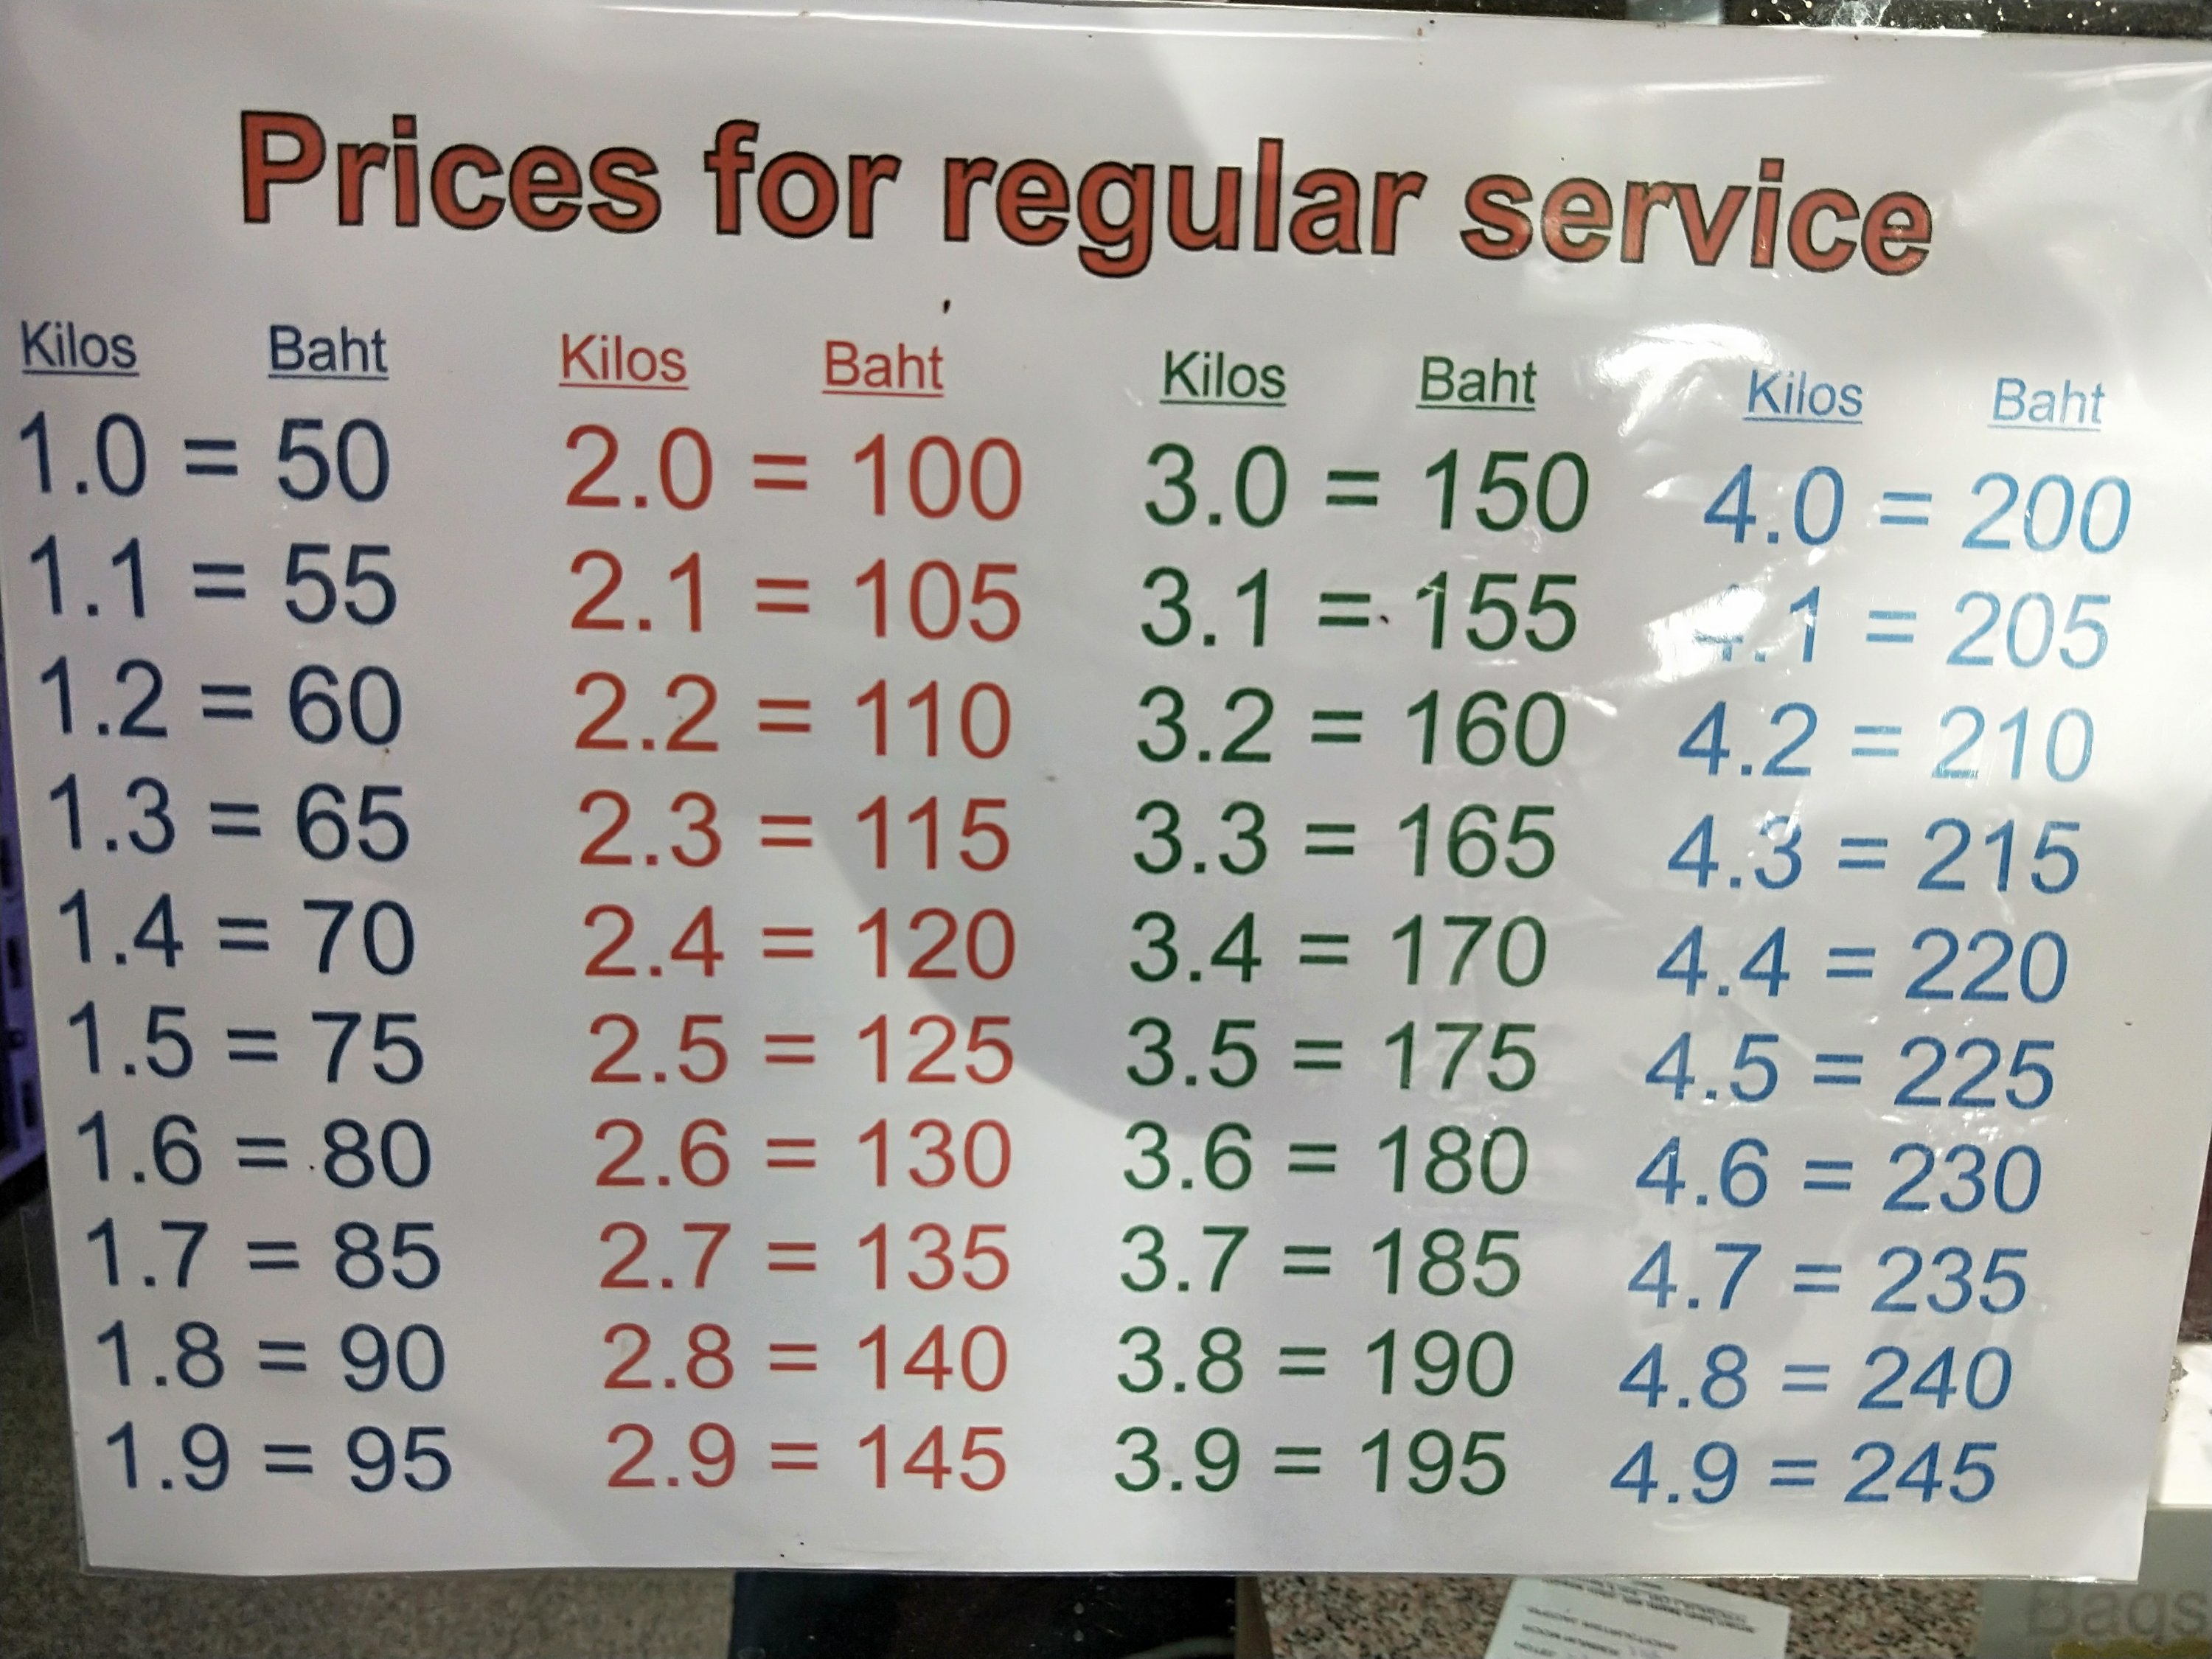 Prices for regular service
Kilos Baht Kilos Baht Kilos Baht Kilos Baht
1.0 = 50 2.0 = 100 3.0 = 150 4.0 = 200
1.1 = 55 2.1 = 105 3.1 = 155 4.1 = 205
1.2 = 60 2.2 = 110 3.2 = 160 4.2 = 210
1.3 = 65 2.3 = 115 3.3 = 165 4.3 = 215
1.4 = 70 2.4 = 120 3.4 = 170 4.4 = 220
1.5 = 75 2.5 = 125 3.5 = 175 4.5 = 225
1.6 = 80 2.6 = 130 3.6 = 180 4.6 = 230
1.7 = 85 2.7 = 135 3.7 = 185 4.7 = 235
1.8 = 90 2.8 = 140 3.8 = 190 4.8 = 240
1.9 = 95 2.9 = 145 3.9 = 195 4.9 = 245
Bags